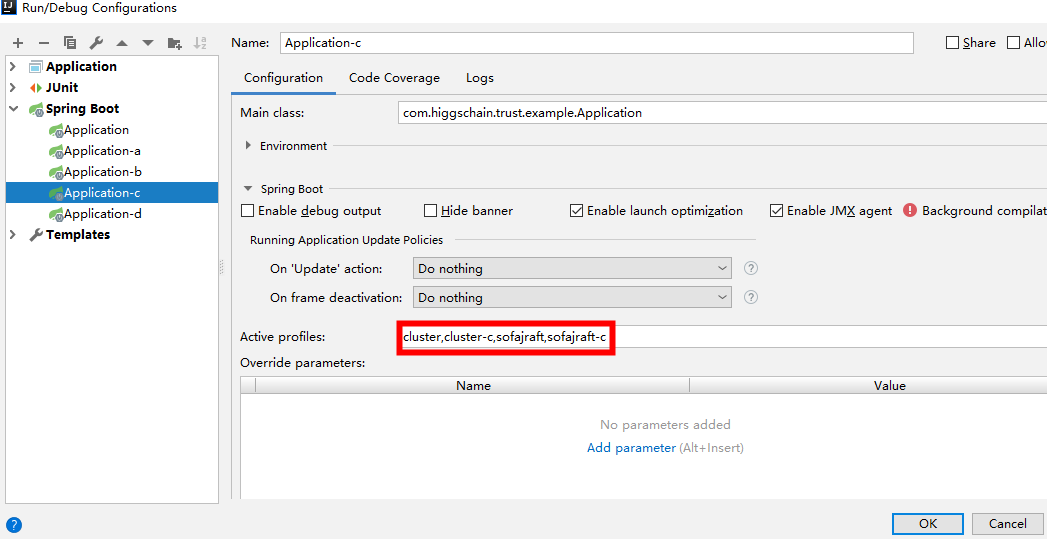 Run/Debug Configurations
Name: Application-c Share Allo
Application
JUnit
Spring Boot
Application
Application-a
Application-b
Application-c
Application-d
Templates
Configuration Code Coverage Logs
Main class: com.higgschain.trust.example.Application
Environment
Spring Boot
Enable debug output Hide banner Enable launch optimization Enable JMX agent Background compilat
Running Application Update Policies
On 'Update' action: Do nothing ?
On frame deactivation: Do nothing ?
Active profiles: cluster,cluster-c,sofajraft,sofajraft-c
Override parameters:
Name Value
No parameters added
Add parameter (Alt+Insert)
? OK Cancel